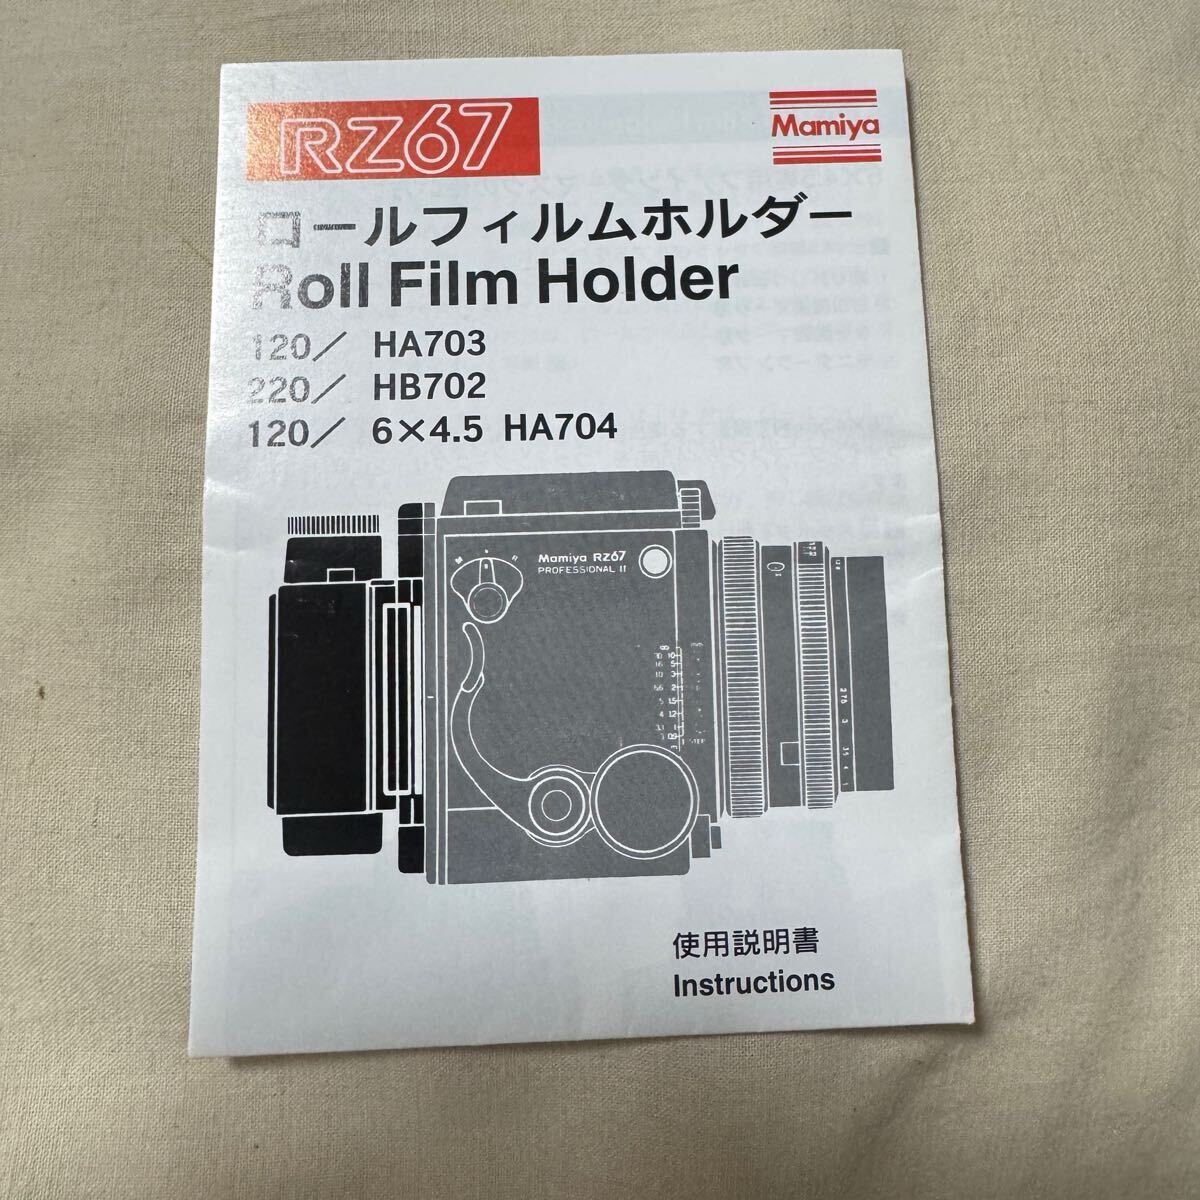 RZ67
Mamiya
ロールフィルムホルダー
Roll Film Holder
120／ HA703
220／ HB702
120／ 6×4.5 HA704
Mamiya RZ67
PROFESSIONAL II
使用説明書
Instructions